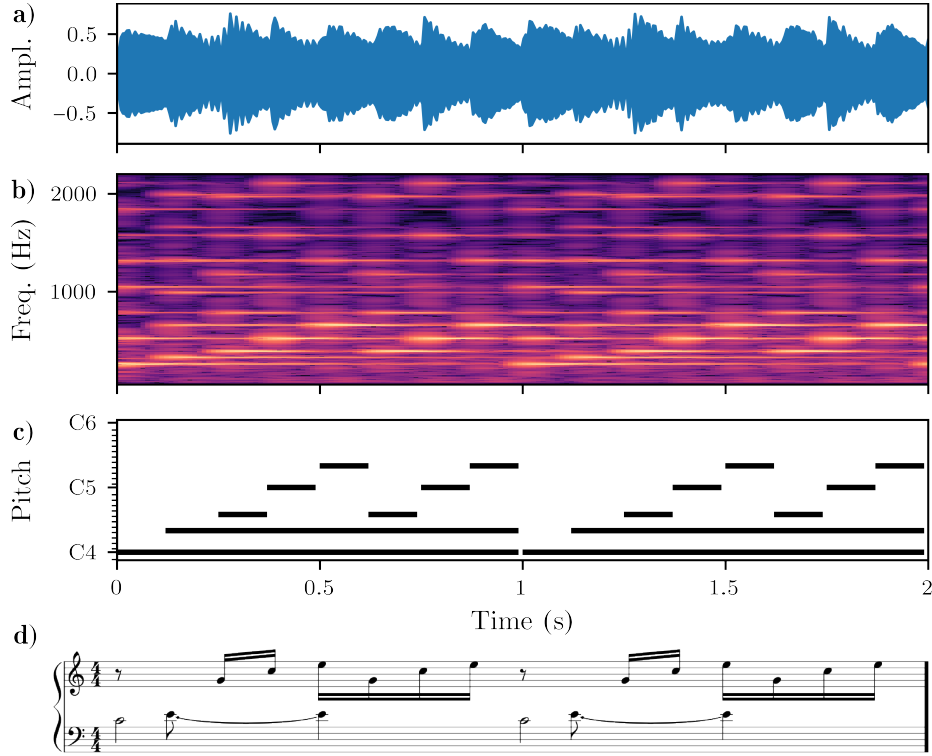 a)
Ampl.
0.5
0.0
−0.5
b)
Freq. (Hz)
2000
1000
c)
Pitch
C6
C5
C4
0 0.5 1 1.5 2
Time (s)
d)
4
4
4
4